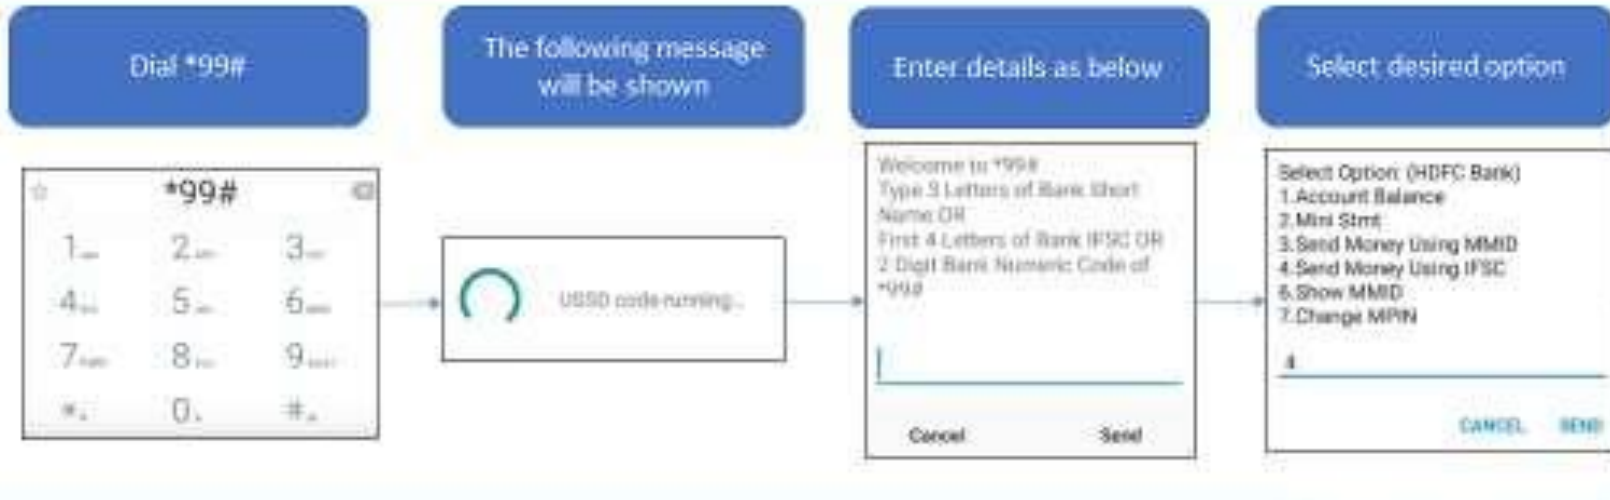 Dial *99#
The following message
will be shown
Enter details as below
Select desired option
*99#
1
2
3
4
5
6
7
8
9
*
0
#
USSD code running...
Welcome to *99#
Type 3 Letters of Bank Short
Name OR
First 4 Letters of Bank IFSC OR
2 Digit Bank Numeric Code of
*99#
Cancel
Send
Select Option: (HDFC Bank)
1.Account Balance
2.Mini Stmt
3.Send Money Using MMID
4.Send Money Using IFSC
6.Show MMID
7.Change MPIN
4
CANCEL
SEND